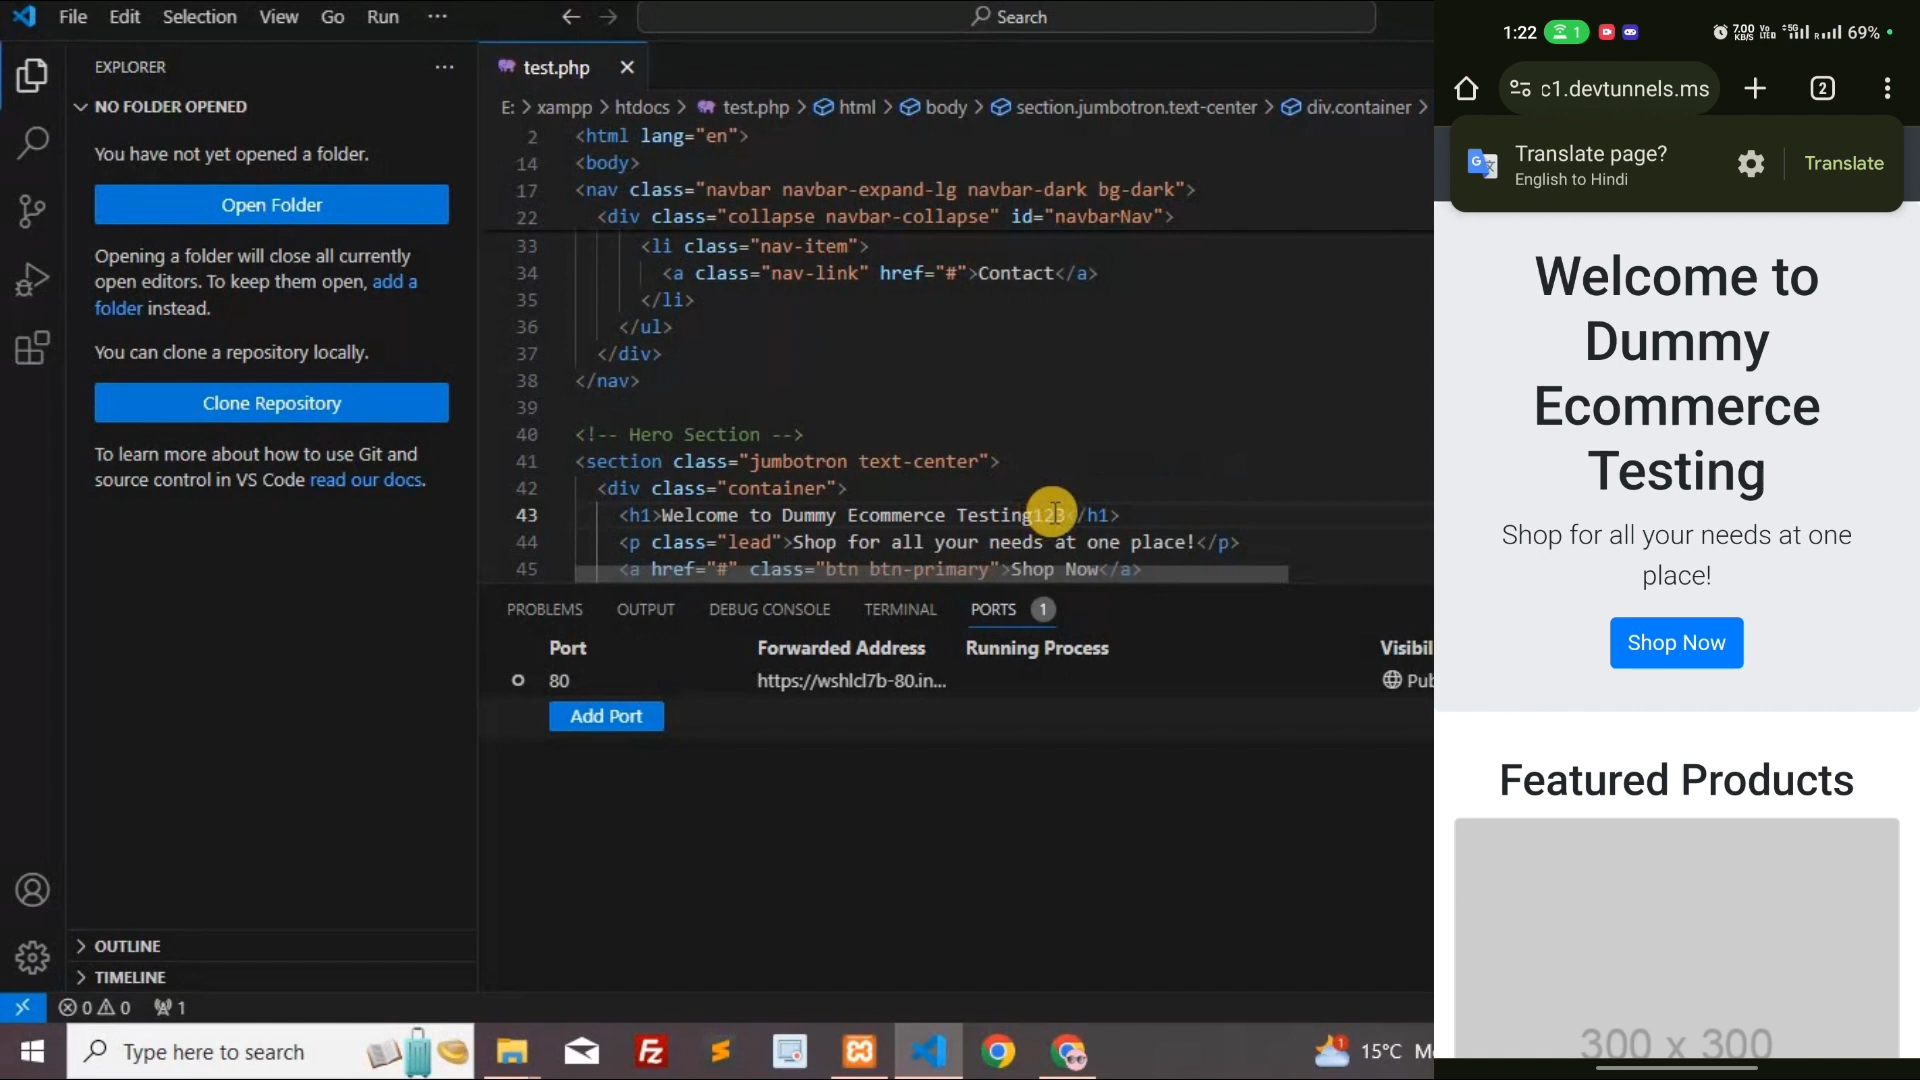 File Edit Selection View Go Run ···
Search
EXPLORER ···
NO FOLDER OPENED
You have not yet opened a folder.
Open Folder
Opening a folder will close all currently
open editors. To keep them open, add a
folder instead.
You can clone a repository locally.
Clone Repository
To learn more about how to use Git and
source control in VS Code read our docs.
OUTLINE
TIMELINE
test.php
E: > xampp > htdocs > test.php > html > body > section.jumbotron.text-center > div.container >
2 <html lang="en">
14 <body>
17 <nav class="navbar navbar-expand-lg navbar-dark bg-dark">
22 <div class="collapse navbar-collapse" id="navbarNav">
33 <li class="nav-item">
34 <a class="nav-link" href="#">Contact</a>
35 </li>
36 </ul>
37 </div>
38 </nav>
39
40 <!-- Hero Section -->
41 <section class="jumbotron text-center">
42 <div class="container">
43 <h1>Welcome to Dummy Ecommerce Testing123</h1>
44 <p class="lead">Shop for all your needs at one place!</p>
45 <a href="#" class="btn btn-primary">Shop Now</a>
PROBLEMS OUTPUT DEBUG CONSOLE TERMINAL PORTS 1
Port Forwarded Address Running Process Visibil
80 https://wshlcl7b-80.in... Pub
Add Port
0 0 1
Type here to search
1 15°C
1:22 1 7.00 KB/S Vo LTE 5G R 69%
c1.devtunnels.ms 2
Translate page?
English to Hindi
Translate
Welcome to
Dummy
Ecommerce
Testing
Shop for all your needs at one
place!
Shop Now
Featured Products
300 x 300